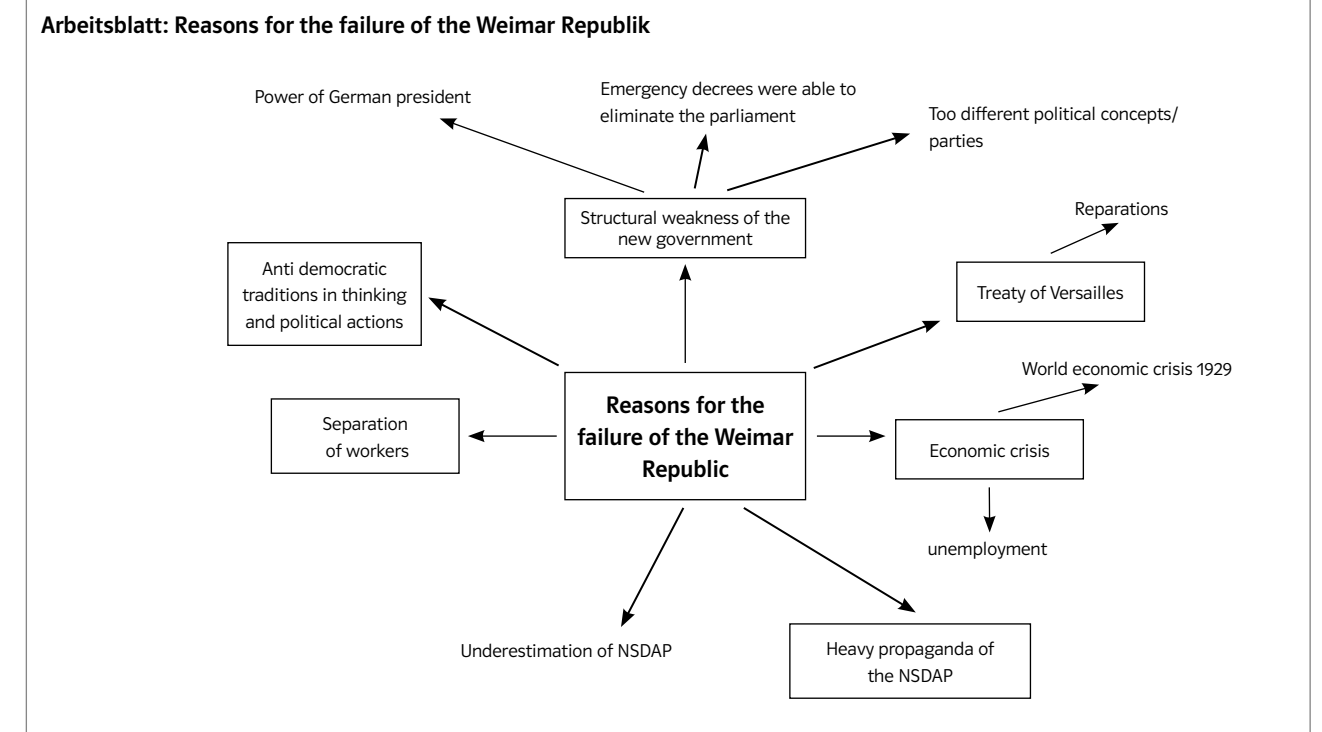 Arbeitsblatt: Reasons for the failure of the Weimar Republik
Power of German president
Emergency decrees were able to
eliminate the parliament
Too different political concepts/
parties
Structural weakness of the
new government
Reparations
Anti democratic
traditions in thinking
and political actions
Treaty of Versailles
World economic crisis 1929
Separation
of workers
Reasons for the
failure of the Weimar
Republic
Economic crisis
unemployment
Underestimation of NSDAP
Heavy propaganda of
the NSDAP